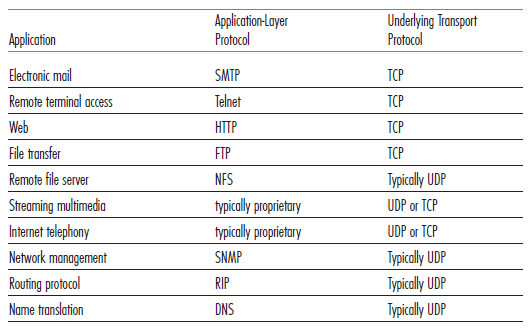 Application Application-Layer Protocol Underlying Transport Protocol
Electronic mail SMTP TCP
Remote terminal access Telnet TCP
Web HTTP TCP
File transfer FTP TCP
Remote file server NFS Typically UDP
Streaming multimedia typically proprietary UDP or TCP
Internet telephony typically proprietary UDP or TCP
Network management SNMP Typically UDP
Routing protocol RIP Typically UDP
Name translation DNS Typically UDP